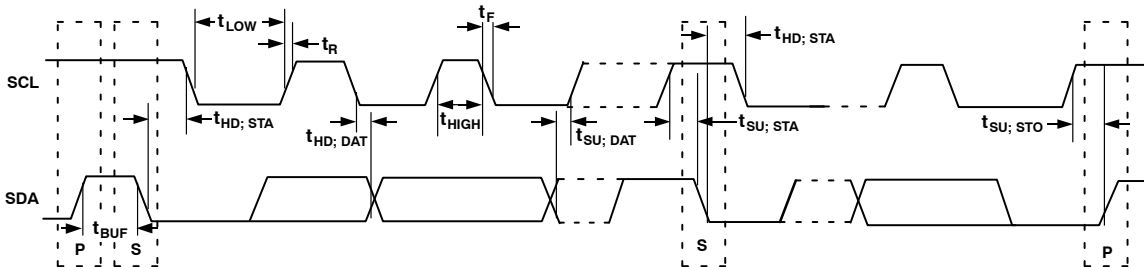 tLOW
tR
tF
tHD; STA
SCL
tHD; STA
tHD; DAT
tHIGH
tSU; DAT
tSU; STA
tSU; STO
SDA
tBUF
P
S
S
P